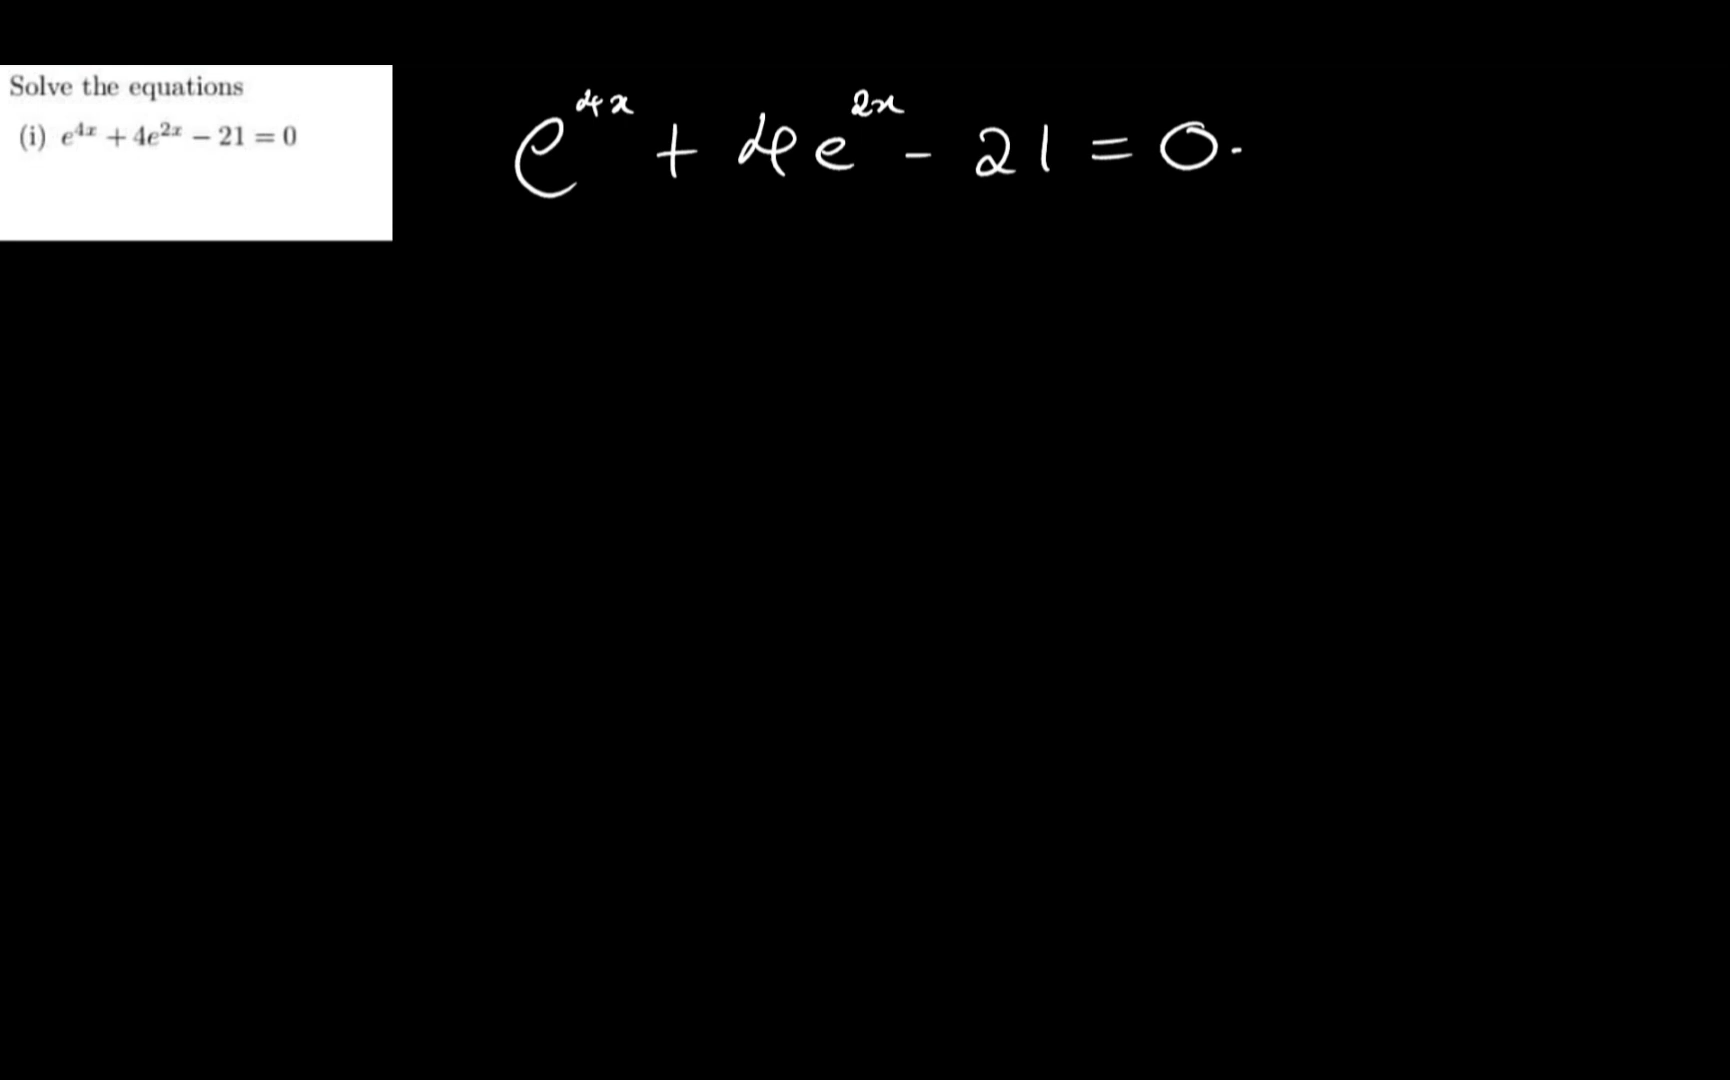 Solve the equations
(i) e^{4x} + 4e^{2x} − 21 = 0
e^{4x} + 4e^{2x} - 21 = 0.